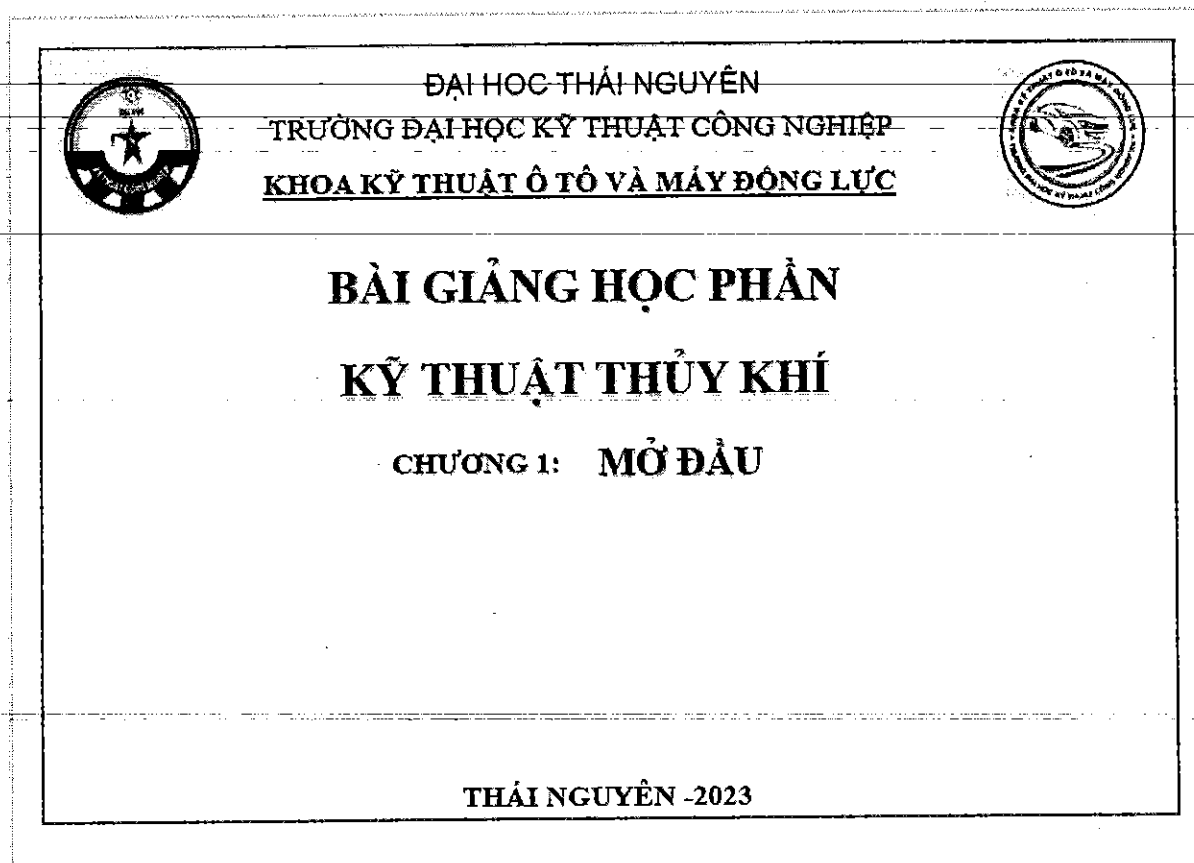 ĐẠI HOC THÁI NGUYÊN
TRƯỜNG ĐẠI HỌC KỸ THUẬT CÔNG NGHIỆP
KHOA KỸ THUẬT Ô TÔ VÀ MÁY ĐỘNG LỰC
BÀI GIẢNG HỌC PHẦN
KỸ THUẬT THỦY KHÍ
CHƯƠNG 1: MỞ ĐẦU
THÁI NGUYÊN -2023